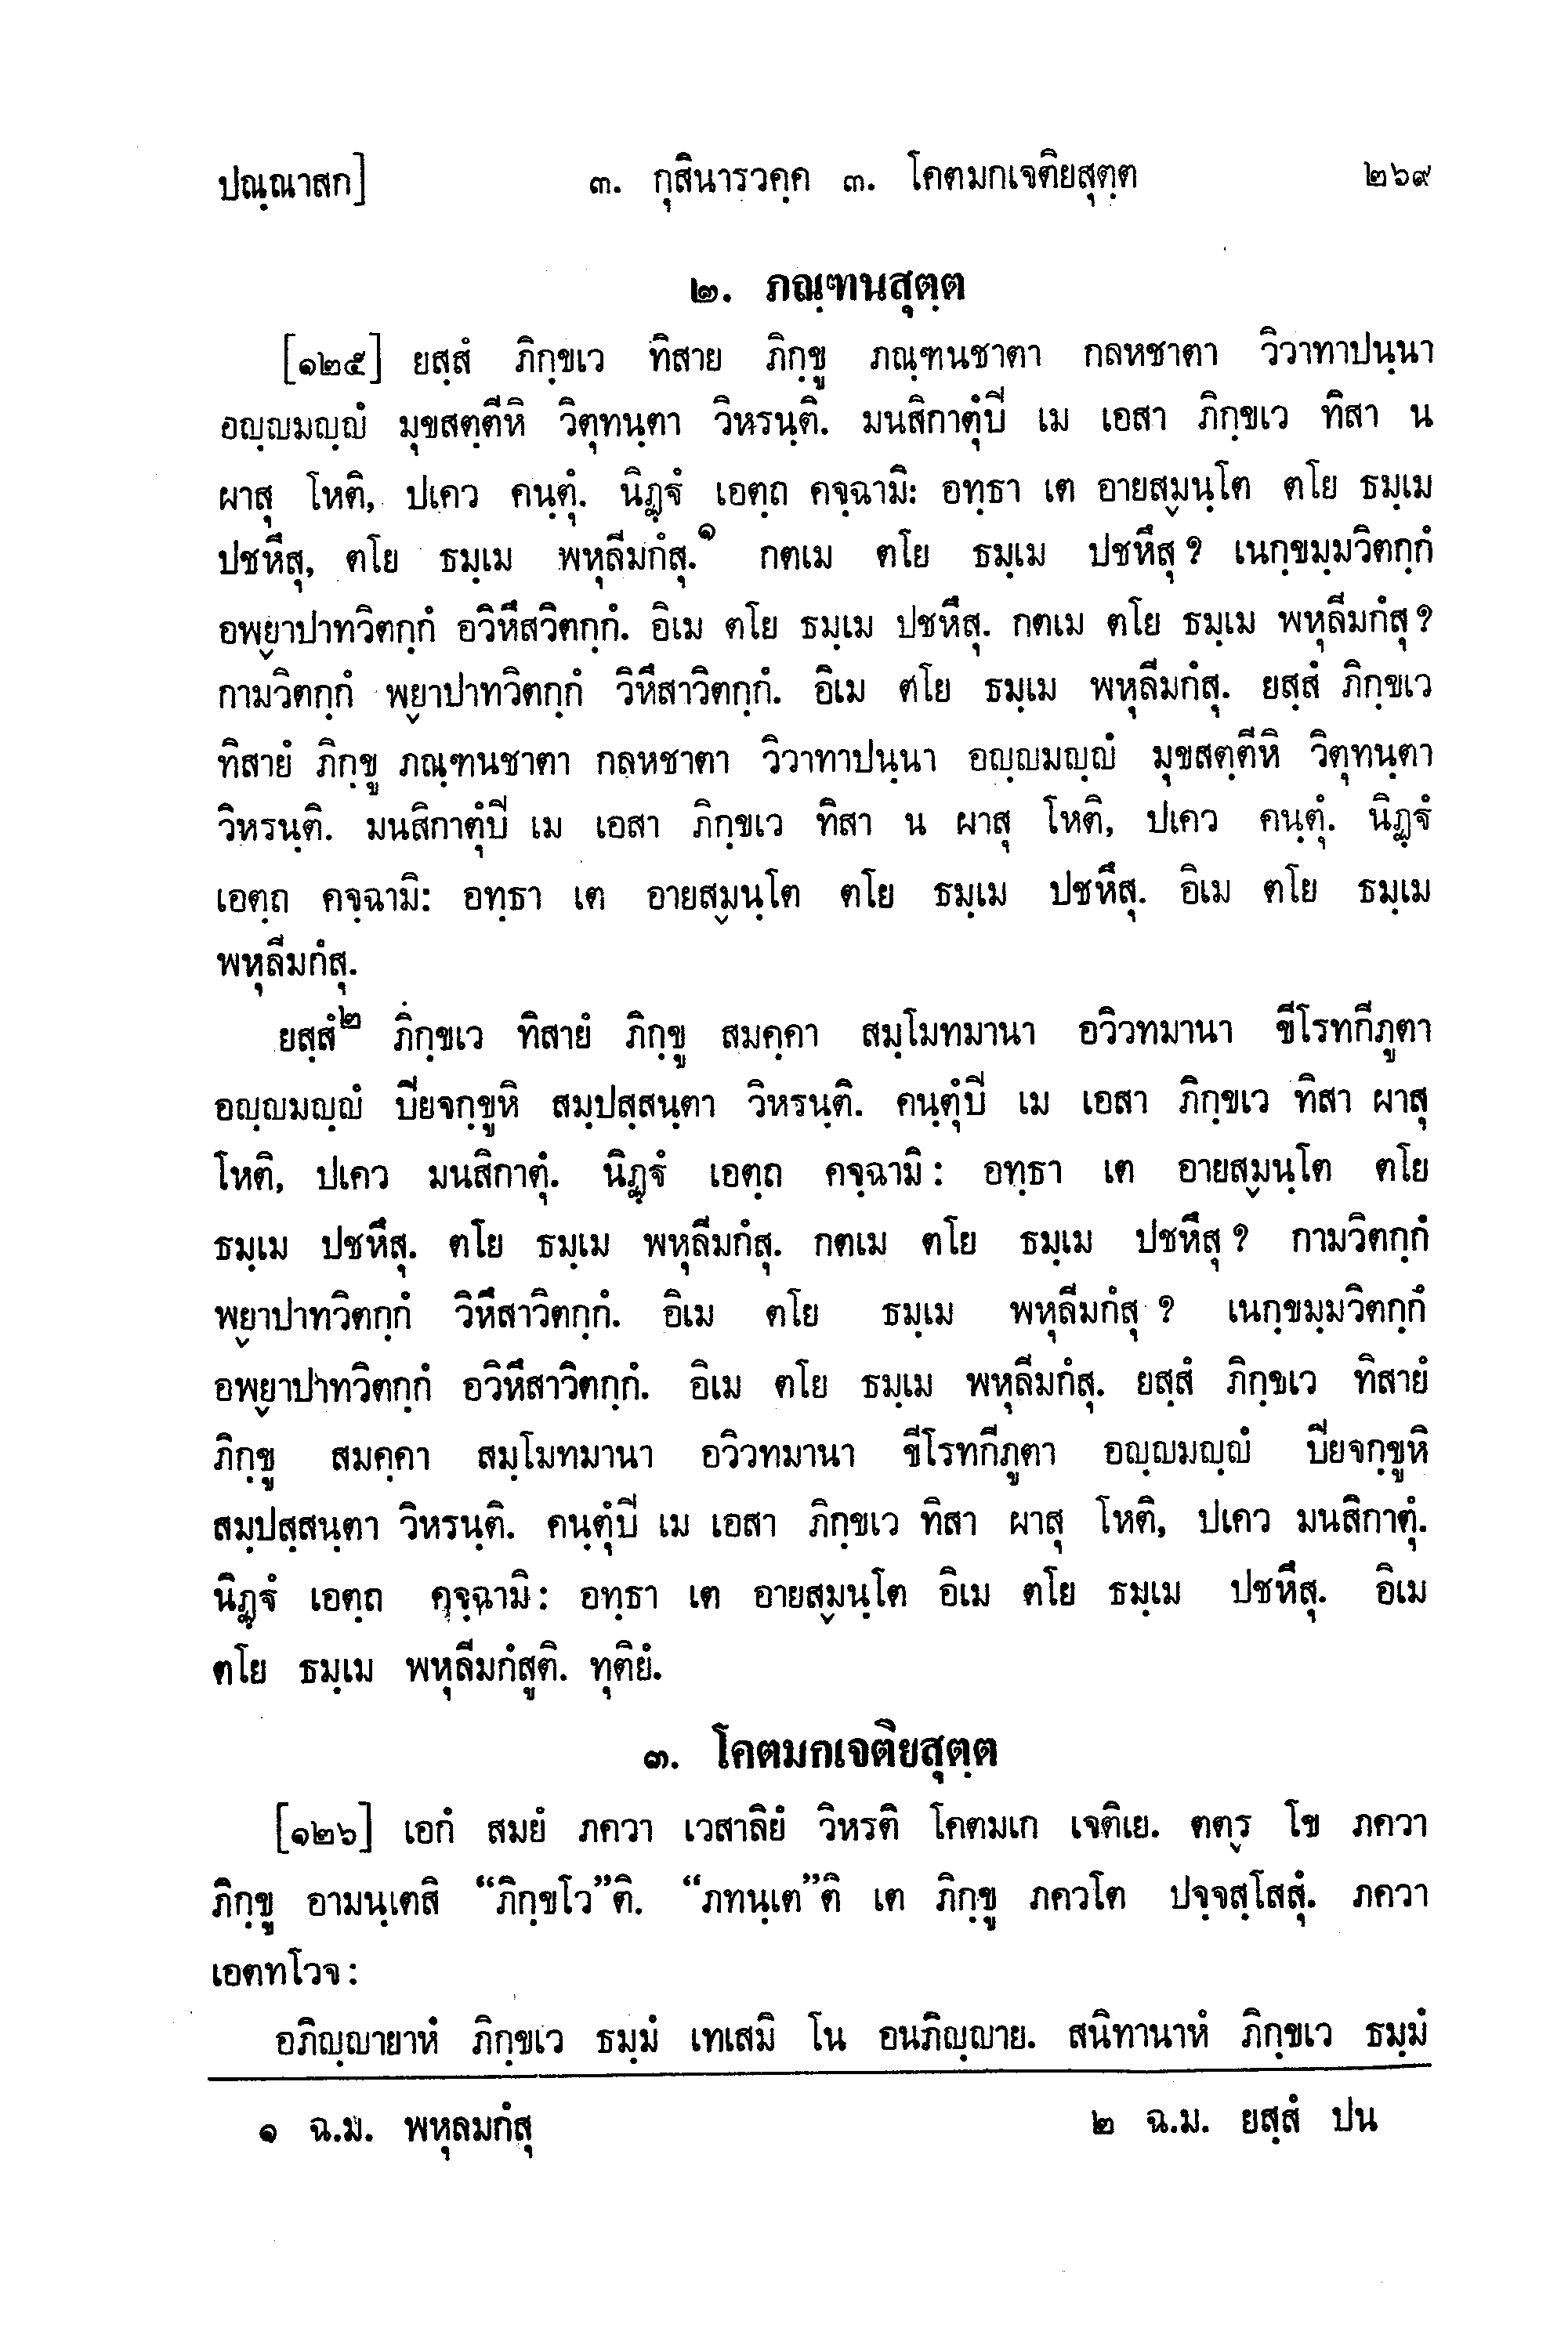 ปณฺณาสก] ๓. กุสินารวคฺค ๓. โคตมกเจติยสุตฺต ๒๖๙
๒. ภณฺฑนสุตฺต
[๑๒๕] ยสฺสํ ภิกฺขเว ทิสาย ภิกฺขู ภณฺฑนชาตา กลหชาตา วิวาทาปนฺนา
อญฺญมญฺญํ มุขสตฺตีหิ วิตุทนฺตา วิหรนฺติ. มนสิกาตุํปี เม เอสา ภิกฺขเว ทิสา น
ผาสุ โหติ, ปเคว คนฺตุํ. นิฏฺฐํ เอตฺถ คจฺฉามิ: อทฺธา เต อายสฺมนฺโต ตโย ธมฺเม
ปชหึสุ, ตโย ธมฺเม พหุลีมกํสุ.๑ กตเม ตโย ธมฺเม ปชหึสุ ? เนกฺขมฺมวิตกฺกํ
อพฺยาปาทวิตกฺกํ อวิหึสวิตกฺกํ. อิเม ตโย ธมฺเม ปชหึสุ. กตเม ตโย ธมฺเม พหุลีมกํสุ ?
กามวิตกฺกํ พฺยาปาทวิตกฺกํ วิหึสาวิตกฺกํ. อิเม ตโย ธมฺเม พหุลีมกํสุ. ยสฺสํ ภิกฺขเว
ทิสายํ ภิกฺขู ภณฺฑนชาตา กลหชาตา วิวาทาปนฺนา อญฺญมญฺญํ มุขสตฺตีหิ วิตุทนฺตา
วิหรนฺติ. มนสิกาตุํปี เม เอสา ภิกฺขเว ทิสา น ผาสุ โหติ, ปเคว คนฺตุํ. นิฏฺฐํ
เอตฺถ คจฺฉามิ: อทฺธา เต อายสฺมนฺโต ตโย ธมฺเม ปชหึสุ. อิเม ตโย ธมฺเม
พหุลีมกํสุ.
ยสฺสํ๒ ภิกฺขเว ทิสายํ ภิกฺขู สมคฺคา สมฺโมทมานา อวิวทมานา ขีโรทกีภูตา
อญฺญมญฺญํ ปิยจกฺขูหิ สมฺปสฺสนฺตา วิหรนฺติ. คนฺตุํปี เม เอสา ภิกฺขเว ทิสา ผาสุ
โหติ, ปเคว มนสิกาตุํ. นิฏฺฐํ เอตฺถ คจฺฉามิ : อทฺธา เต อายสฺมนฺโต ตโย
ธมฺเม ปชหึสุ. ตโย ธมฺเม พหุลีมกํสุ. กตเม ตโย ธมฺเม ปชหึสุ ? กามวิตกฺกํ
พฺยาปาทวิตกฺกํ วิหึสาวิตกฺกํ. อิเม ตโย ธมฺเม พหุลีมกํสุ ? เนกฺขมฺมวิตกฺกํ
อพฺยาปาทวิตกฺกํ อวิหึสาวิตกฺกํ. อิเม ตโย ธมฺเม พหุลีมกํสุ. ยสฺสํ ภิกฺขเว ทิสายํ
ภิกฺขู สมคฺคา สมฺโมทมานา อวิวทมานา ขีโรทกีภูตา อญฺญมญฺญํ ปิยจกฺขูหิ
สมฺปสฺสนฺตา วิหรนฺติ. คนฺตุํปี เม เอสา ภิกฺขเว ทิสา ผาสุ โหติ, ปเคว มนสิกาตุํ.
นิฏฺฐํ เอตฺถ คจฺฉามิ : อทฺธา เต อายสฺมนฺโต อิเม ตโย ธมฺเม ปชหึสุ. อิเม
ตโย ธมฺเม พหุลีมกํสูติ. ทุติยํ.
๓. โคตมกเจติยสุตฺต
[๑๒๖] เอกํ สมยํ ภควา เวสาลิยํ วิหรติ โคตมเก เจติเย. ตตฺร โข ภควา
ภิกฺขู อามนฺเตสิ “ภิกฺขโว”ติ. “ภทนฺเต”ติ เต ภิกฺขู ภควโต ปจฺจสฺโสสุํ. ภควา
เอตทโวจ :
อภิญฺญายาหํ ภิกฺขเว ธมฺมํ เทเสมิ โน อนภิญฺญาย. สนิทานาหํ ภิกฺขเว ธมฺมํ
๑ ฉ.ม. พหุลมกํสุ ๒ ฉ.ม. ยสฺสํ ปน